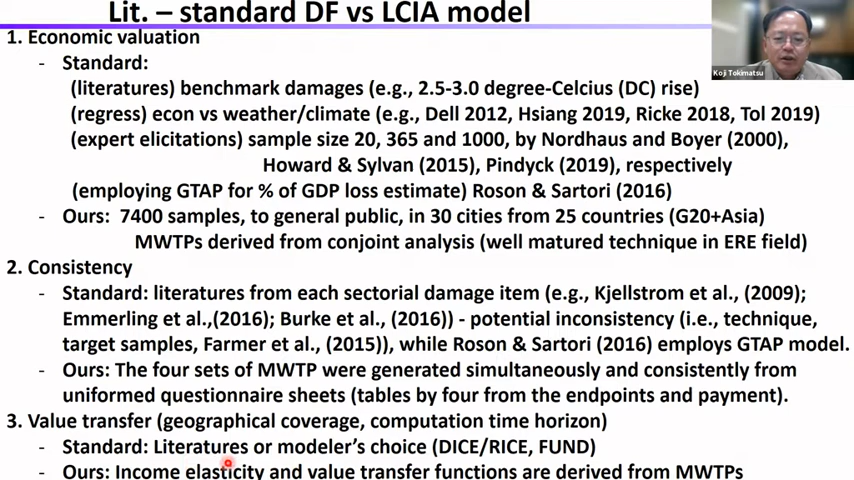 Lit. – standard DF vs LCIA model
Koji Tokimatsu
1. Economic valuation
- Standard:
(literatures) benchmark damages (e.g., 2.5-3.0 degree-Celcius (DC) rise)
(regress) econ vs weather/climate (e.g., Dell 2012, Hsiang 2019, Ricke 2018, Tol 2019)
(expert elicitations) sample size 20, 365 and 1000, by Nordhaus and Boyer (2000),
Howard & Sylvan (2015), Pindyck (2019), respectively
(employing GTAP for % of GDP loss estimate) Roson & Sartori (2016)
- Ours: 7400 samples, to general public, in 30 cities from 25 countries (G20+Asia)
MWTPs derived from conjoint analysis (well matured technique in ERE field)
2. Consistency
- Standard: literatures from each sectorial damage item (e.g., Kjellstrom et al., (2009);
Emmerling et al.,(2016); Burke et al., (2016)) - potential inconsistency (i.e., technique,
target samples, Farmer et al., (2015)), while Roson & Sartori (2016) employs GTAP model.
- Ours: The four sets of MWTP were generated simultaneously and consistently from
uniformed questionnaire sheets (tables by four from the endpoints and payment).
3. Value transfer (geographical coverage, computation time horizon)
- Standard: Literatures or modeler’s choice (DICE/RICE, FUND)
- Ours: Income elasticity and value transfer functions are derived from MWTPs